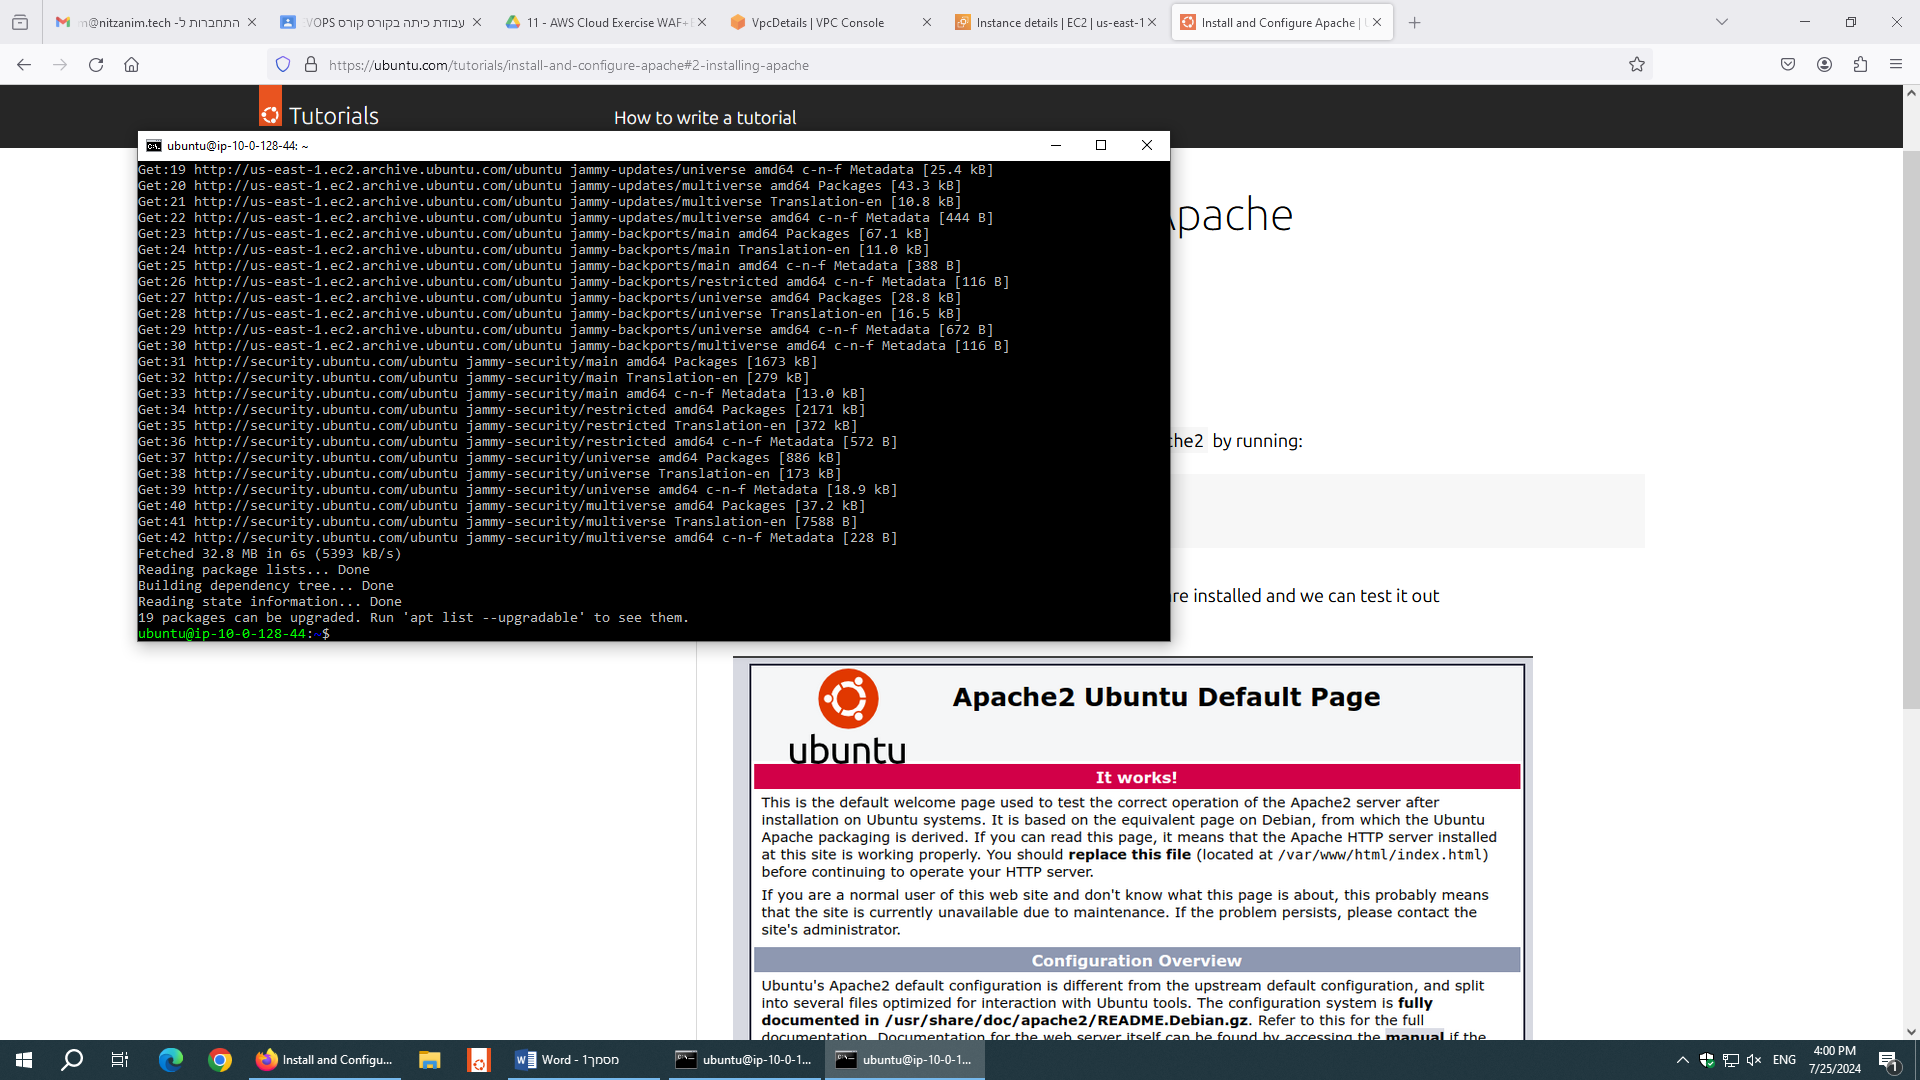 התחברות ל- m@nitzanim.tech
עבודת כיתה בקורס קורס VOPS
11 - AWS Cloud Exercise WAF+E
VpcDetails | VPC Console
Instance details | EC2 | us-east-1
Install and Configure Apache | U
https://ubuntu.com/tutorials/install-and-configure-apache#2-installing-apache
Tutorials
How to write a tutorial
ubuntu@ip-10-0-128-44: ~
Get:19 http://us-east-1.ec2.archive.ubuntu.com/ubuntu jammy-updates/universe amd64 c-n-f Metadata [25.4 kB]
Get:20 http://us-east-1.ec2.archive.ubuntu.com/ubuntu jammy-updates/multiverse amd64 Packages [43.3 kB]
Get:21 http://us-east-1.ec2.archive.ubuntu.com/ubuntu jammy-updates/multiverse Translation-en [10.8 kB]
Get:22 http://us-east-1.ec2.archive.ubuntu.com/ubuntu jammy-updates/multiverse amd64 c-n-f Metadata [444 B]
Get:23 http://us-east-1.ec2.archive.ubuntu.com/ubuntu jammy-backports/main amd64 Packages [67.1 kB]
Get:24 http://us-east-1.ec2.archive.ubuntu.com/ubuntu jammy-backports/main Translation-en [11.0 kB]
Get:25 http://us-east-1.ec2.archive.ubuntu.com/ubuntu jammy-backports/main amd64 c-n-f Metadata [388 B]
Get:26 http://us-east-1.ec2.archive.ubuntu.com/ubuntu jammy-backports/restricted amd64 c-n-f Metadata [116 B]
Get:27 http://us-east-1.ec2.archive.ubuntu.com/ubuntu jammy-backports/universe amd64 Packages [28.8 kB]
Get:28 http://us-east-1.ec2.archive.ubuntu.com/ubuntu jammy-backports/universe Translation-en [16.5 kB]
Get:29 http://us-east-1.ec2.archive.ubuntu.com/ubuntu jammy-backports/universe amd64 c-n-f Metadata [672 B]
Get:30 http://us-east-1.ec2.archive.ubuntu.com/ubuntu jammy-backports/multiverse amd64 c-n-f Metadata [116 B]
Get:31 http://security.ubuntu.com/ubuntu jammy-security/main amd64 Packages [1673 kB]
Get:32 http://security.ubuntu.com/ubuntu jammy-security/main Translation-en [279 kB]
Get:33 http://security.ubuntu.com/ubuntu jammy-security/main amd64 c-n-f Metadata [13.0 kB]
Get:34 http://security.ubuntu.com/ubuntu jammy-security/restricted amd64 Packages [2171 kB]
Get:35 http://security.ubuntu.com/ubuntu jammy-security/restricted Translation-en [372 kB]
Get:36 http://security.ubuntu.com/ubuntu jammy-security/restricted amd64 c-n-f Metadata [572 B]
Get:37 http://security.ubuntu.com/ubuntu jammy-security/universe amd64 Packages [886 kB]
Get:38 http://security.ubuntu.com/ubuntu jammy-security/universe Translation-en [173 kB]
Get:39 http://security.ubuntu.com/ubuntu jammy-security/universe amd64 c-n-f Metadata [18.9 kB]
Get:40 http://security.ubuntu.com/ubuntu jammy-security/multiverse amd64 Packages [37.2 kB]
Get:41 http://security.ubuntu.com/ubuntu jammy-security/multiverse Translation-en [7588 B]
Get:42 http://security.ubuntu.com/ubuntu jammy-security/multiverse amd64 c-n-f Metadata [228 B]
Fetched 32.8 MB in 6s (5393 kB/s)
Reading package lists... Done
Building dependency tree... Done
Reading state information... Done
19 packages can be upgraded. Run 'apt list --upgradable' to see them.
ubuntu@ip-10-0-128-44:~$
Apache
che2 by running:
are installed and we can test it out
ubuntu
Apache2 Ubuntu Default Page
It works!
This is the default welcome page used to test the correct operation of the Apache2 server after
installation on Ubuntu systems. It is based on the equivalent page on Debian, from which the Ubuntu
Apache packaging is derived. If you can read this page, it means that the Apache HTTP server installed
at this site is working properly. You should replace this file (located at /var/www/html/index.html)
before continuing to operate your HTTP server.
If you are a normal user of this web site and don't know what this page is about, this probably means
that the site is currently unavailable due to maintenance. If the problem persists, please contact the
site's administrator.
Configuration Overview
Ubuntu's Apache2 default configuration is different from the upstream default configuration, and split
into several files optimized for interaction with Ubuntu tools. The configuration system is fully
documented in /usr/share/doc/apache2/README.Debian.gz. Refer to this for the full
documentation. Documentation for the web server itself can be found by accessing the manual if the
Install and Configu...
Word - מסמך1
ubuntu@ip-10-0-1...
ubuntu@ip-10-0-1...
ENG
4:00 PM
7/25/2024
1